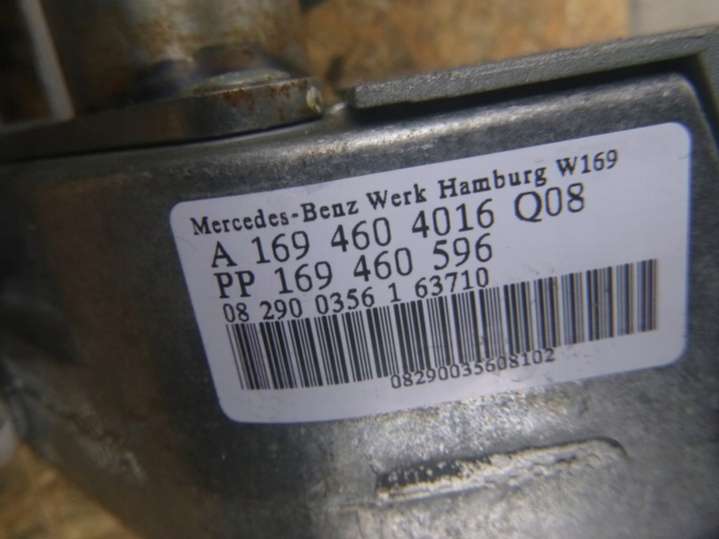 Mercedes-Benz Werk Hamburg W169
A 169 460 4016 Q08
PP 169 460 596
08 290 0356 1 63710
08290035608102